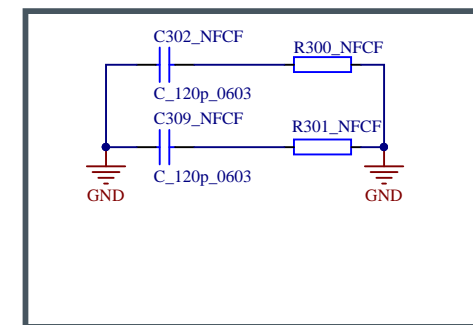 C302_NFCF
R300_NFCF
C_120p_0603
C309_NFCF
R301_NFCF
C_120p_0603
GND
GND